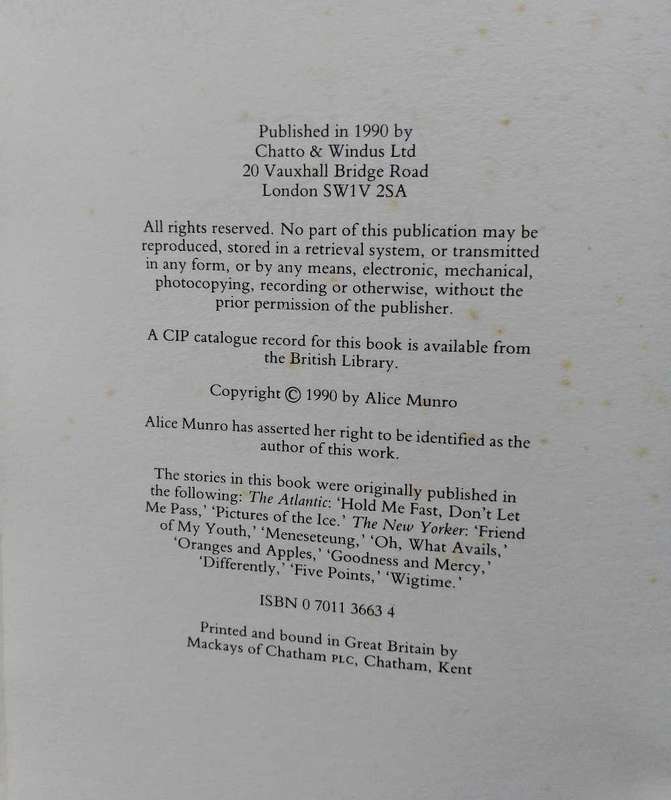 Published in 1990 by
Chatto & Windus Ltd
20 Vauxhall Bridge Road
London SW1V 2SA
All rights reserved. No part of this publication may be
reproduced, stored in a retrieval system, or transmitted
in any form, or by any means, electronic, mechanical,
photocopying, recording or otherwise, without the
prior permission of the publisher.
A CIP catalogue record for this book is available from
the British Library.
Copyright © 1990 by Alice Munro
Alice Munro has asserted her right to be identified as the
author of this work.
The stories in this book were originally published in
the following: The Atlantic: ‘Hold Me Fast, Don’t Let
Me Pass,’ ‘Pictures of the Ice.’ The New Yorker: ‘Friend
of My Youth,’ ‘Meneseteung,’ ‘Oh, What Avails,’
‘Oranges and Apples,’ ‘Goodness and Mercy,’
‘Differently,’ ‘Five Points,’ ‘Wigtime.’
ISBN 0 7011 3663 4
Printed and bound in Great Britain by
Mackays of Chatham PLC, Chatham, Kent